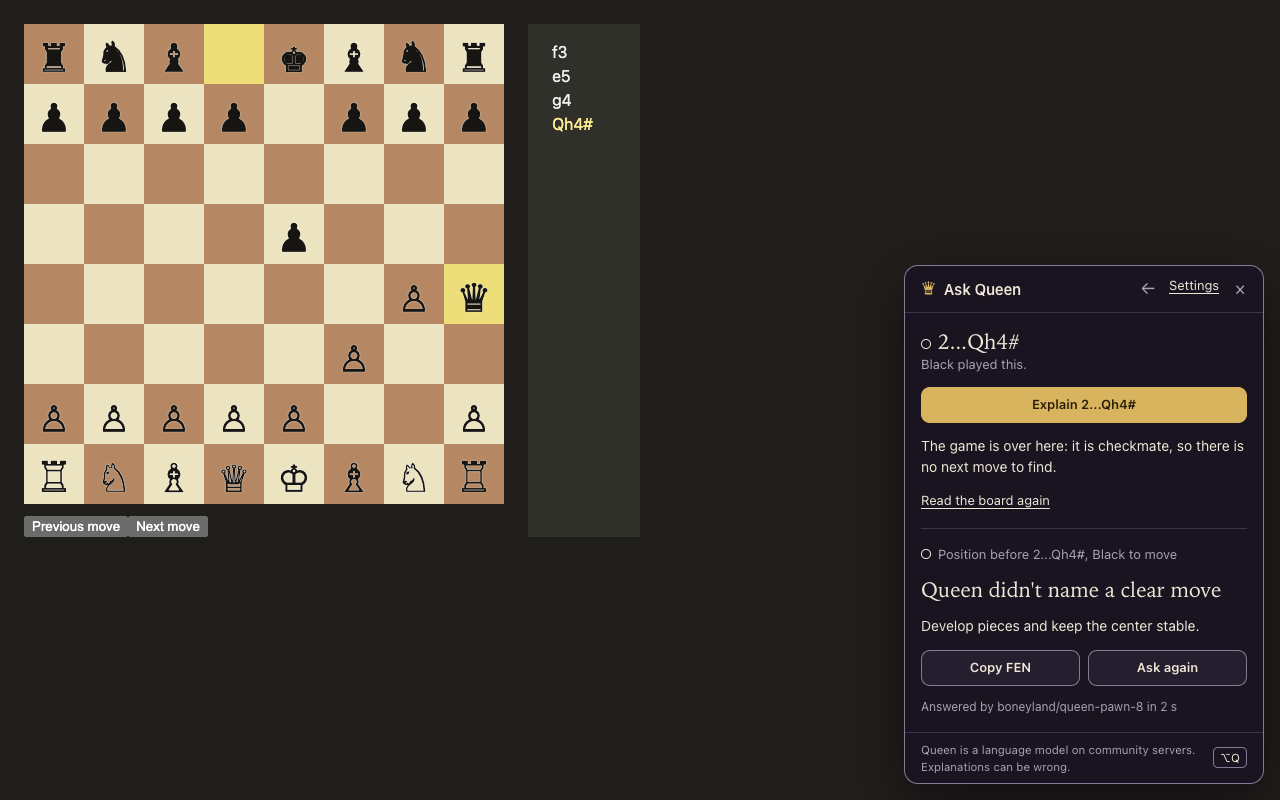 f3
e5
g4
Qh4#
Previous move
Next move
Ask Queen
Settings
2...Qh4#
Black played this.
Explain 2...Qh4#
The game is over here: it is checkmate, so there is
no next move to find.
Read the board again
Position before 2...Qh4#, Black to move
Queen didn't name a clear move
Develop pieces and keep the center stable.
Copy FEN
Ask again
Answered by boneyland/queen-pawn-8 in 2 s
Queen is a language model on community servers.
Explanations can be wrong.
⌥Q